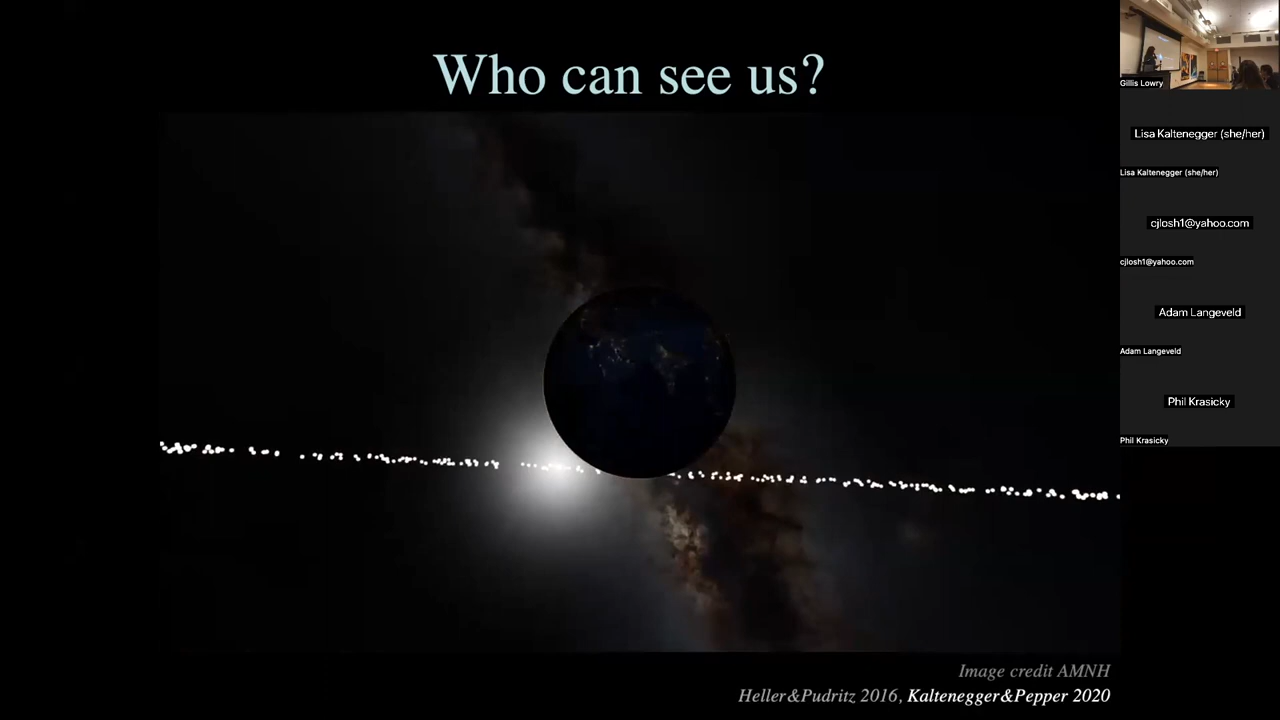 Who can see us?
Image credit AMNH
Heller&Pudritz 2016, Kaltenegger&Pepper 2020
Gillis Lowry
Lisa Kaltenegger (she/her)
Lisa Kaltenegger (she/her)
cjlosh1@yahoo.com
cjlosh1@yahoo.com
Adam Langeveld
Adam Langeveld
Phil Krasicky
Phil Krasicky